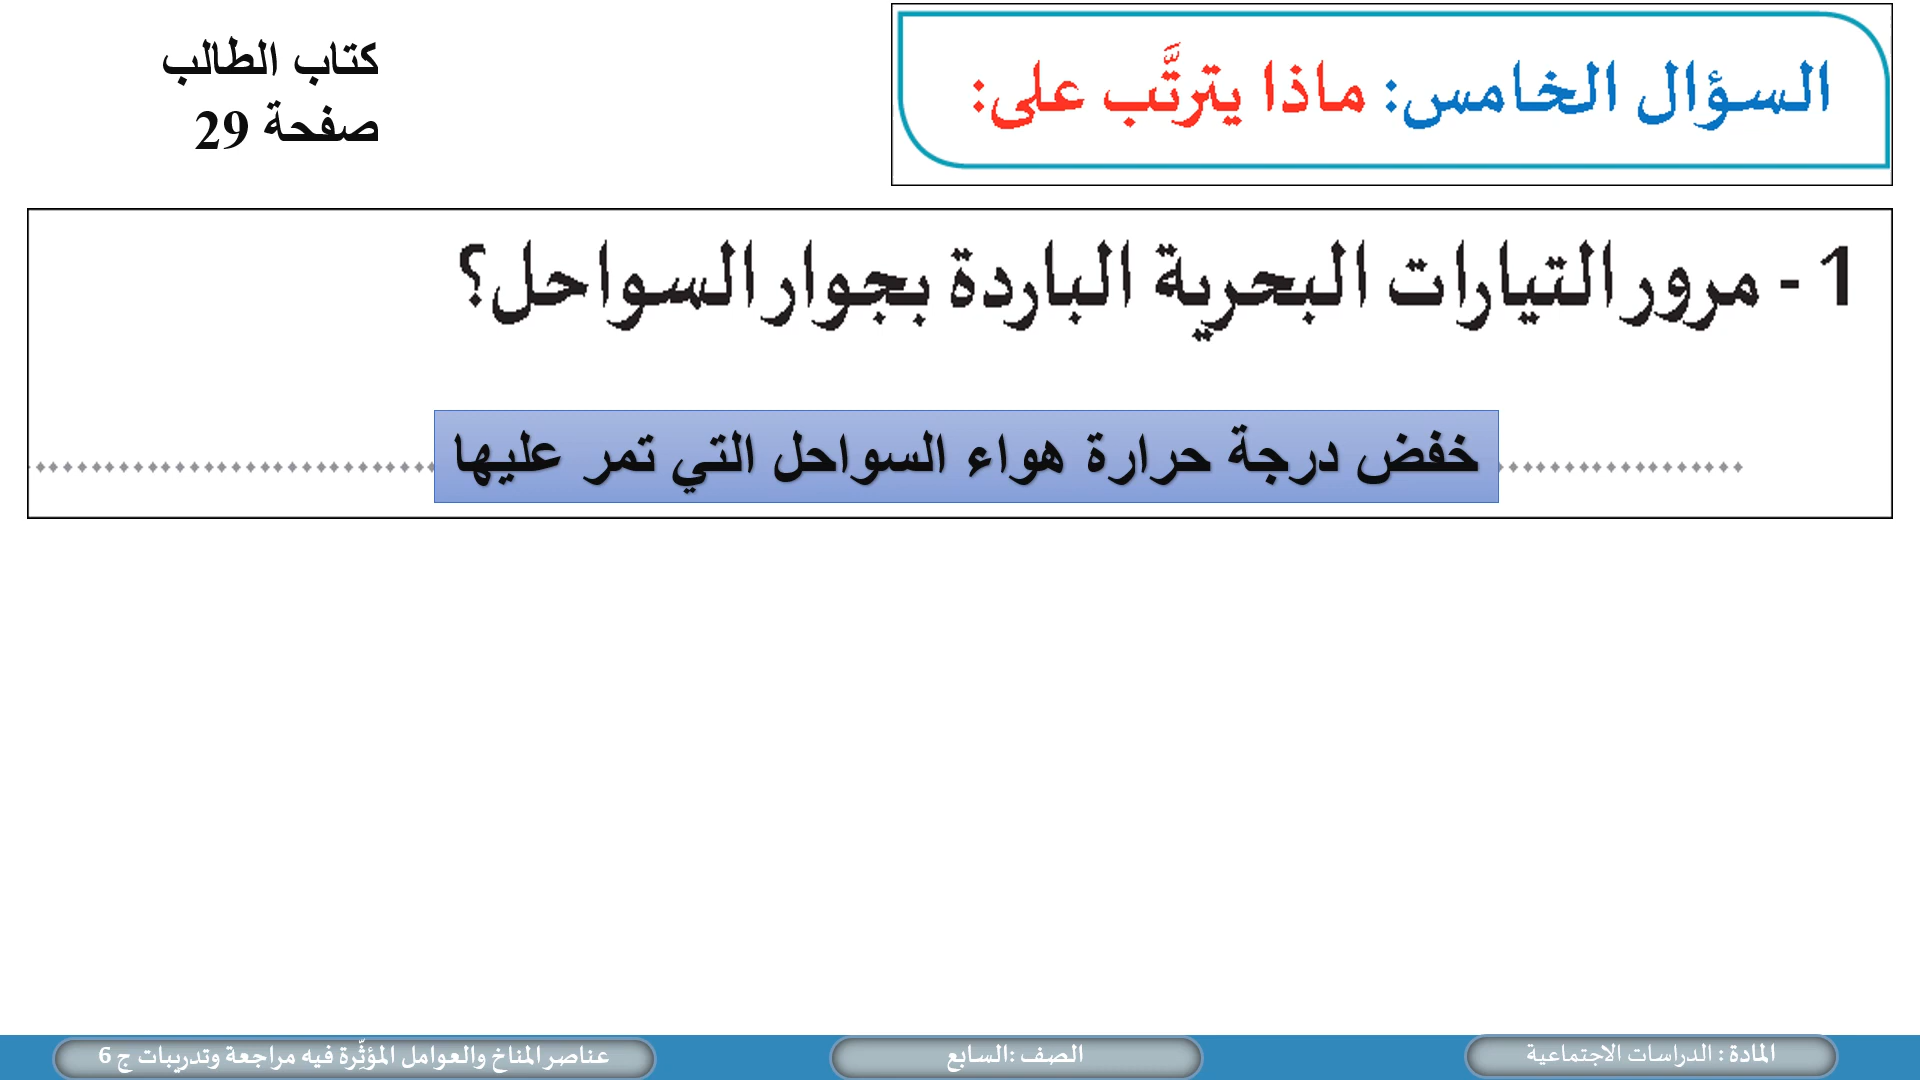 السؤال الخامس: ماذا يترتَّب على:
كتاب الطالب
صفحة 29
1 - مرور التيارات البحرية الباردة بجوار السواحل؟
خفض درجة حرارة هواء السواحل التي تمر عليها
المادة : الدراسات الاجتماعية
الصف :السابع
عناصر المناخ والعوامل المؤثِّرة فيه مراجعة وتدريبات ج 6